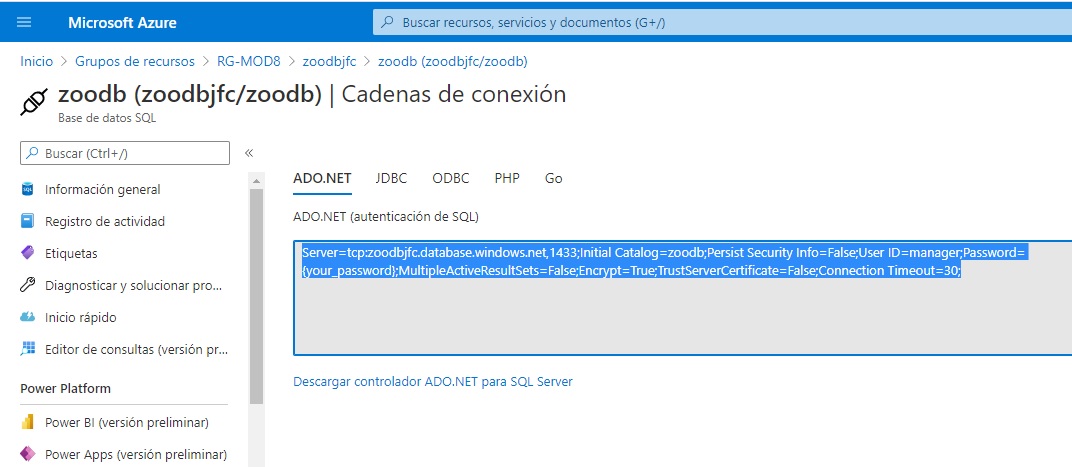 Microsoft Azure
Buscar recursos, servicios y documentos (G+/)
Inicio > Grupos de recursos > RG-MOD8 > zoodbjfc > zoodb (zoodbjfc/zoodb)
zoodb (zoodbjfc/zoodb) | Cadenas de conexión
Base de datos SQL
Buscar (Ctrl+/)
«
Información general
Registro de actividad
Etiquetas
Diagnosticar y solucionar pro...
Inicio rápido
Editor de consultas (versión pr...
Power Platform
Power BI (versión preliminar)
Power Apps (versión preliminar)
ADO.NET JDBC ODBC PHP Go
ADO.NET (autenticación de SQL)
Server=tcp:zoodbjfc.database.windows.net,1433;Initial Catalog=zoodb;Persist Security Info=False;User ID=manager;Password=
{your_password};MultipleActiveResultSets=False;Encrypt=True;TrustServerCertificate=False;Connection Timeout=30;
Descargar controlador ADO.NET para SQL Server